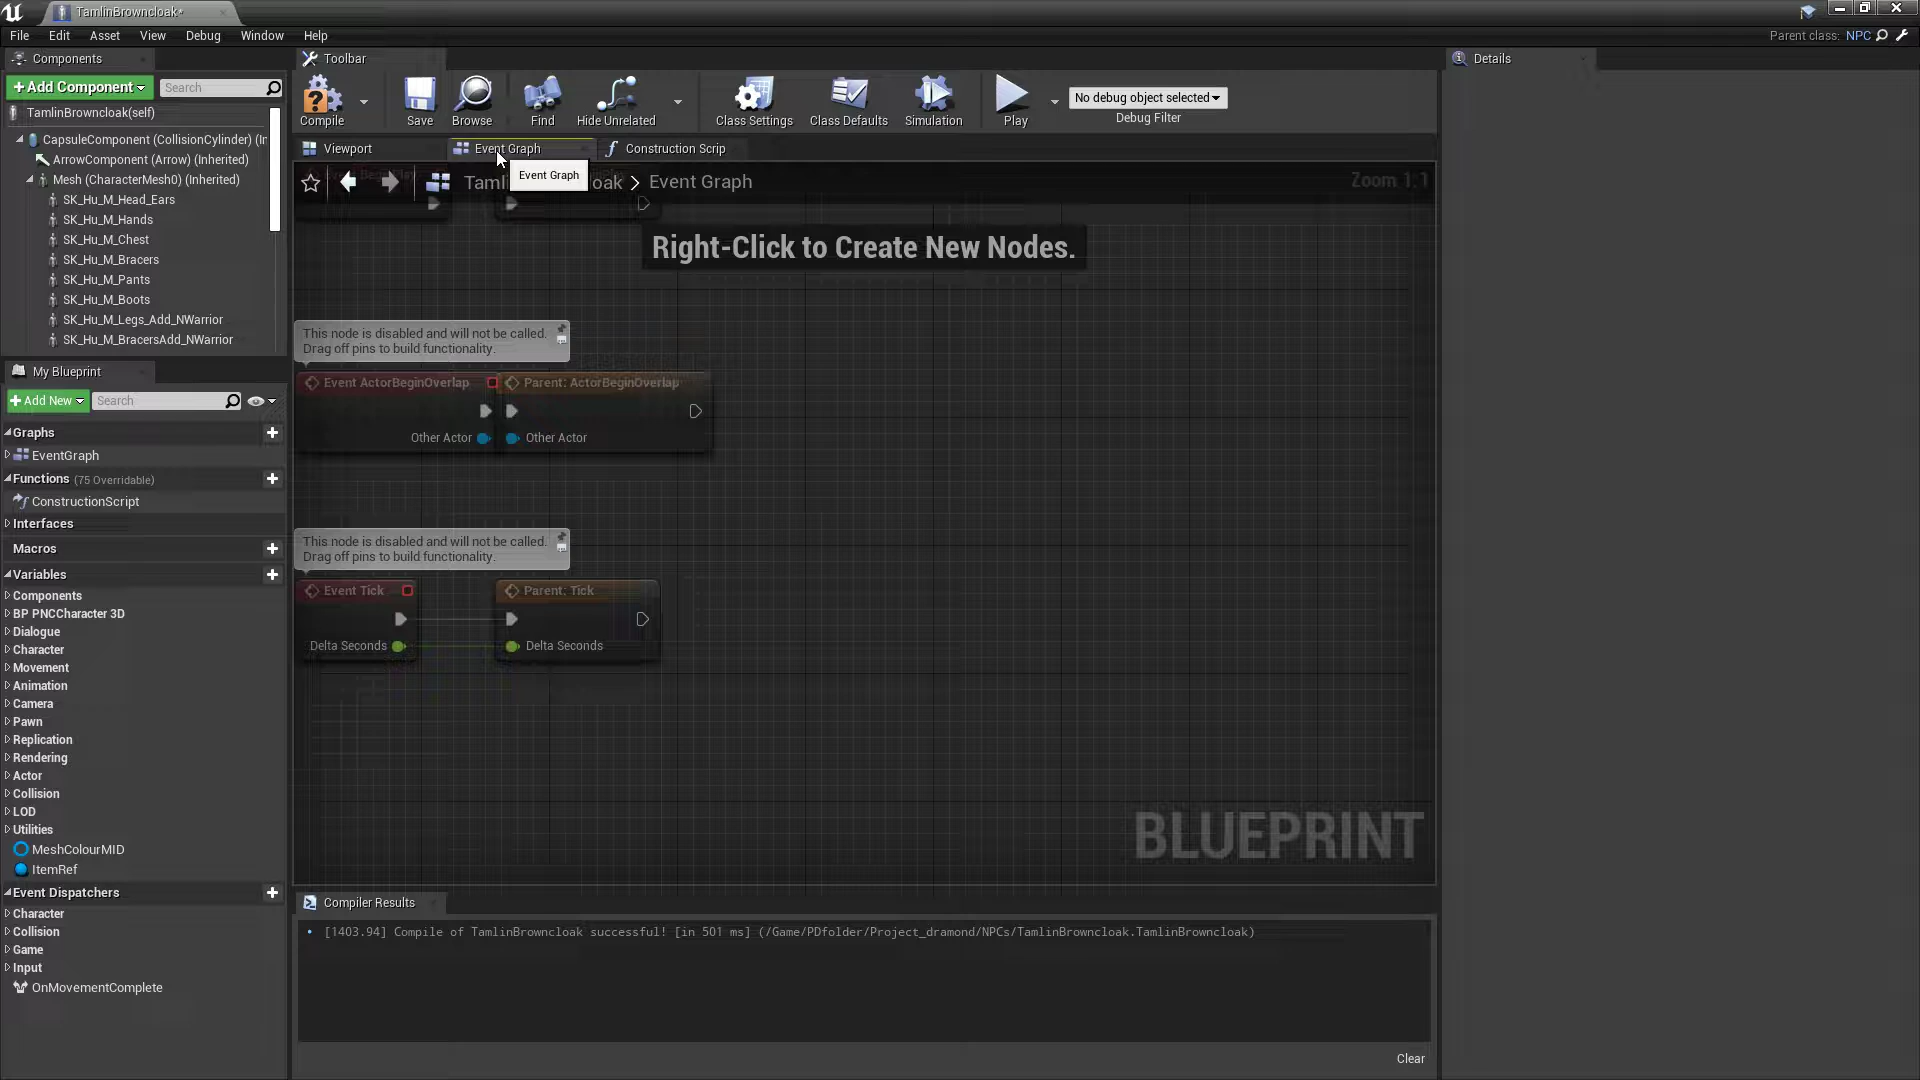 TamlinBrowncloak*
File Edit Asset View Debug Window Help
Parent class: NPC
Components
+Add Component
Search
TamlinBrowncloak(self)
CapsuleComponent (CollisionCylinder) (In
ArrowComponent (Arrow) (Inherited)
Mesh (CharacterMesh0) (Inherited)
SK_Hu_M_Head_Ears
SK_Hu_M_Hands
SK_Hu_M_Chest
SK_Hu_M_Bracers
SK_Hu_M_Pants
SK_Hu_M_Boots
SK_Hu_M_Legs_Add_NWarrior
SK_Hu_M_BracersAdd_NWarrior
My Blueprint
+Add New
Search
Graphs
EventGraph
Functions (75 Overridable)
ConstructionScript
Interfaces
Macros
Variables
Components
BP PNCCharacter 3D
Dialogue
Character
Movement
Animation
Camera
Pawn
Replication
Rendering
Actor
Collision
LOD
Utilities
MeshColourMID
ItemRef
Event Dispatchers
Character
Collision
Game
Input
OnMovementComplete
Toolbar
Compile
Save
Browse
Find
Hide Unrelated
Class Settings
Class Defaults
Simulation
Play
No debug object selected
Debug Filter
Viewport
Event Graph
Construction Scrip
Event Graph
Taml oak > Event Graph
Zoom 1:1
Right-Click to Create New Nodes.
This node is disabled and will not be called.
Drag off pins to build functionality.
Event ActorBeginOverlap
Parent: ActorBeginOverlap
Other Actor
Other Actor
This node is disabled and will not be called.
Drag off pins to build functionality.
Event Tick
Parent: Tick
Delta Seconds
Delta Seconds
BLUEPRINT
Compiler Results
• [1403.94] Compile of TamlinBrowncloak successful! [in 501 ms] (/Game/PDfolder/Project_dramond/NPCs/TamlinBrowncloak.TamlinBrowncloak)
Clear
Details